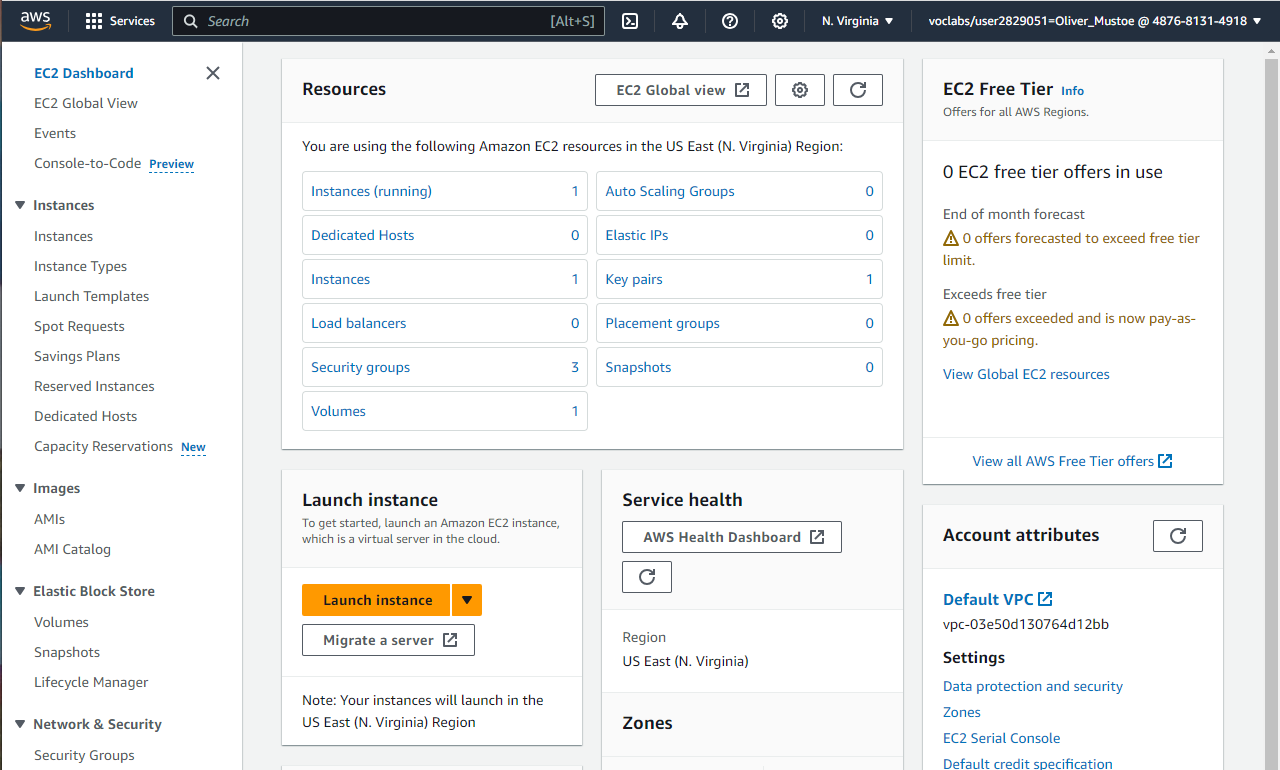 aws
Services
Search [Alt+S]
N. Virginia
voclabs/user2829051=Oliver_Mustoe @ 4876-8131-4918
EC2 Dashboard
EC2 Global View
Events
Console-to-Code Preview
Instances
Instances
Instance Types
Launch Templates
Spot Requests
Savings Plans
Reserved Instances
Dedicated Hosts
Capacity Reservations New
Images
AMIs
AMI Catalog
Elastic Block Store
Volumes
Snapshots
Lifecycle Manager
Network & Security
Security Groups
Resources
EC2 Global view
You are using the following Amazon EC2 resources in the US East (N. Virginia) Region:
Instances (running) 1
Auto Scaling Groups 0
Dedicated Hosts 0
Elastic IPs 0
Instances 1
Key pairs 1
Load balancers 0
Placement groups 0
Security groups 3
Snapshots 0
Volumes 1
Launch instance
To get started, launch an Amazon EC2 instance,
which is a virtual server in the cloud.
Launch instance
Migrate a server
Note: Your instances will launch in the
US East (N. Virginia) Region
Service health
AWS Health Dashboard
Region
US East (N. Virginia)
Zones
EC2 Free Tier Info
Offers for all AWS Regions.
0 EC2 free tier offers in use
End of month forecast
0 offers forecasted to exceed free tier
limit.
Exceeds free tier
0 offers exceeded and is now pay-as-
you-go pricing.
View Global EC2 resources
View all AWS Free Tier offers
Account attributes
Default VPC
vpc-03e50d130764d12bb
Settings
Data protection and security
Zones
EC2 Serial Console
Default credit specification